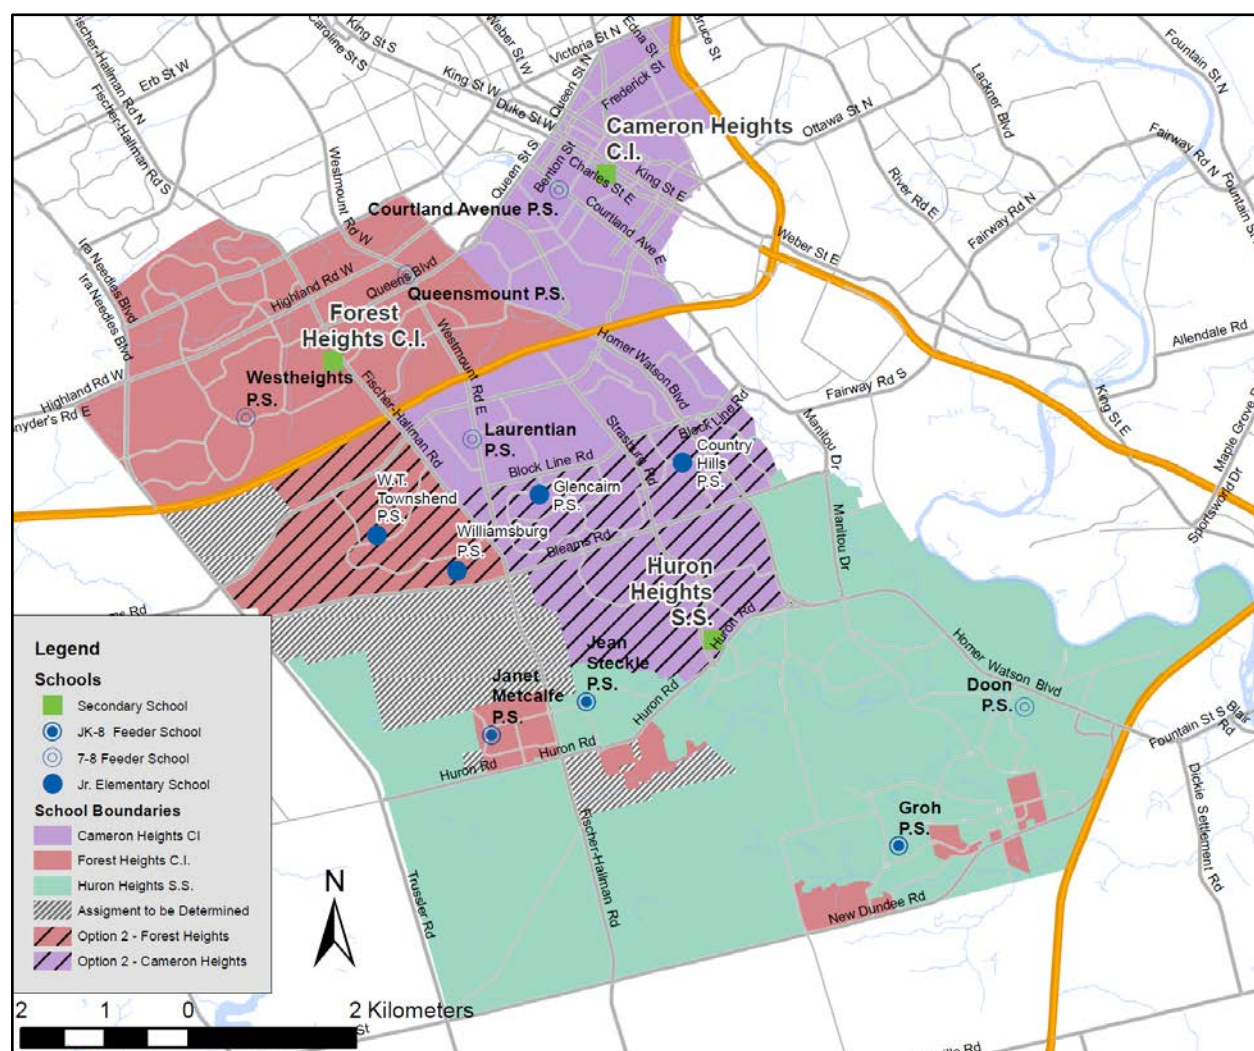 Fischer-Hallman Rd N
Caroline St S
King St S
Weber St W
Victoria St N
Edna St
Bruce St
Fountain St N
Erb St W
Fischer-Hallman Rd S
King St W
Duke St W
Queen St N
Frederick St
Lackner Blvd
Ottawa St N
Fairway Rd N
Cameron Heights
C.I.
Westmount Rd W
Queen St S
Benton St
Charles St E
King St E
River Rd E
Fairway Rd N
Courtland Avenue P.S.
Courtland Ave E
Weber St E
Ira Needles Blvd
Ira Needles Blvd
Highland Rd W
Queens Blvd
Queensmount P.S.
Forest
Heights C.I.
Westmount Rd E
Homer Watson Blvd
Allendale Rd
Highland Rd W
Westheights
P.S.
Fischer-Hallman Rd
Fairway Rd S
King St E
Snyder's Rd E
Laurentian
P.S.
Strasburg Rd
Block Line Rd
Manitou Dr
Country
Hills
P.S.
Block Line Rd
W.T.
Townshend
P.S.
Glencairn
P.S.
Williamsburg
P.S.
Bleams Rd
Manitou Dr
Sportsworld Dr
Huron
Heights
S.S.
Huron Rd
Homer Watson Blvd
Jean
Steckle
P.S.
Janet
Metcalfe
P.S.
Huron Rd
Doon
P.S.
Blair
Rd
Fountain St S
Huron Rd
Huron Rd
Dickie Settlement Rd
Groh
P.S.
Fischer-Hallman Rd
Trussler Rd
New Dundee Rd
Legend
Schools
Secondary School
JK-8 Feeder School
7-8 Feeder School
Jr. Elementary School
School Boundaries
Cameron Heights CI
Forest Heights C.I.
Huron Heights S.S.
Assigment to be Determined
Option 2 - Forest Heights
Option 2 - Cameron Heights
N
2 1 0 2 Kilometers